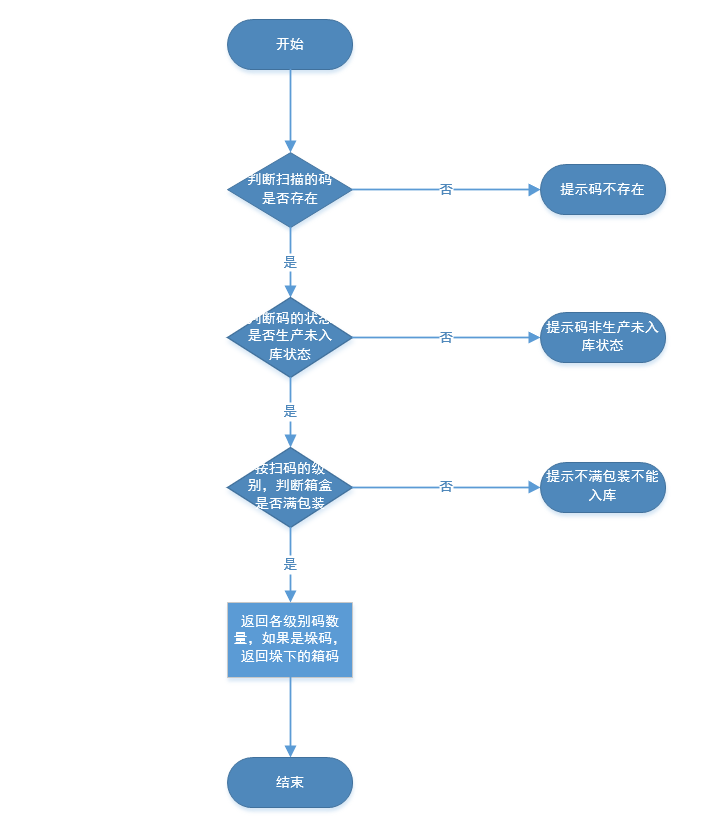 开始
判断扫描的码
是否存在
否
提示码不存在
是
判断码的状态
是否生产未入
库状态
否
提示码非生产未入
库状态
是
按扫码的级
别，判断箱盒
是否满包装
否
提示不满包装不能
入库
是
返回各级别码数
量，如果是垛码，
返回垛下的箱码
结束